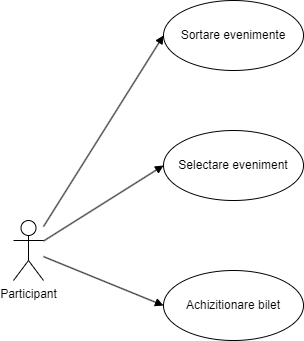 Sortare evenimente
Selectare eveniment
Participant
Achizitionare bilet